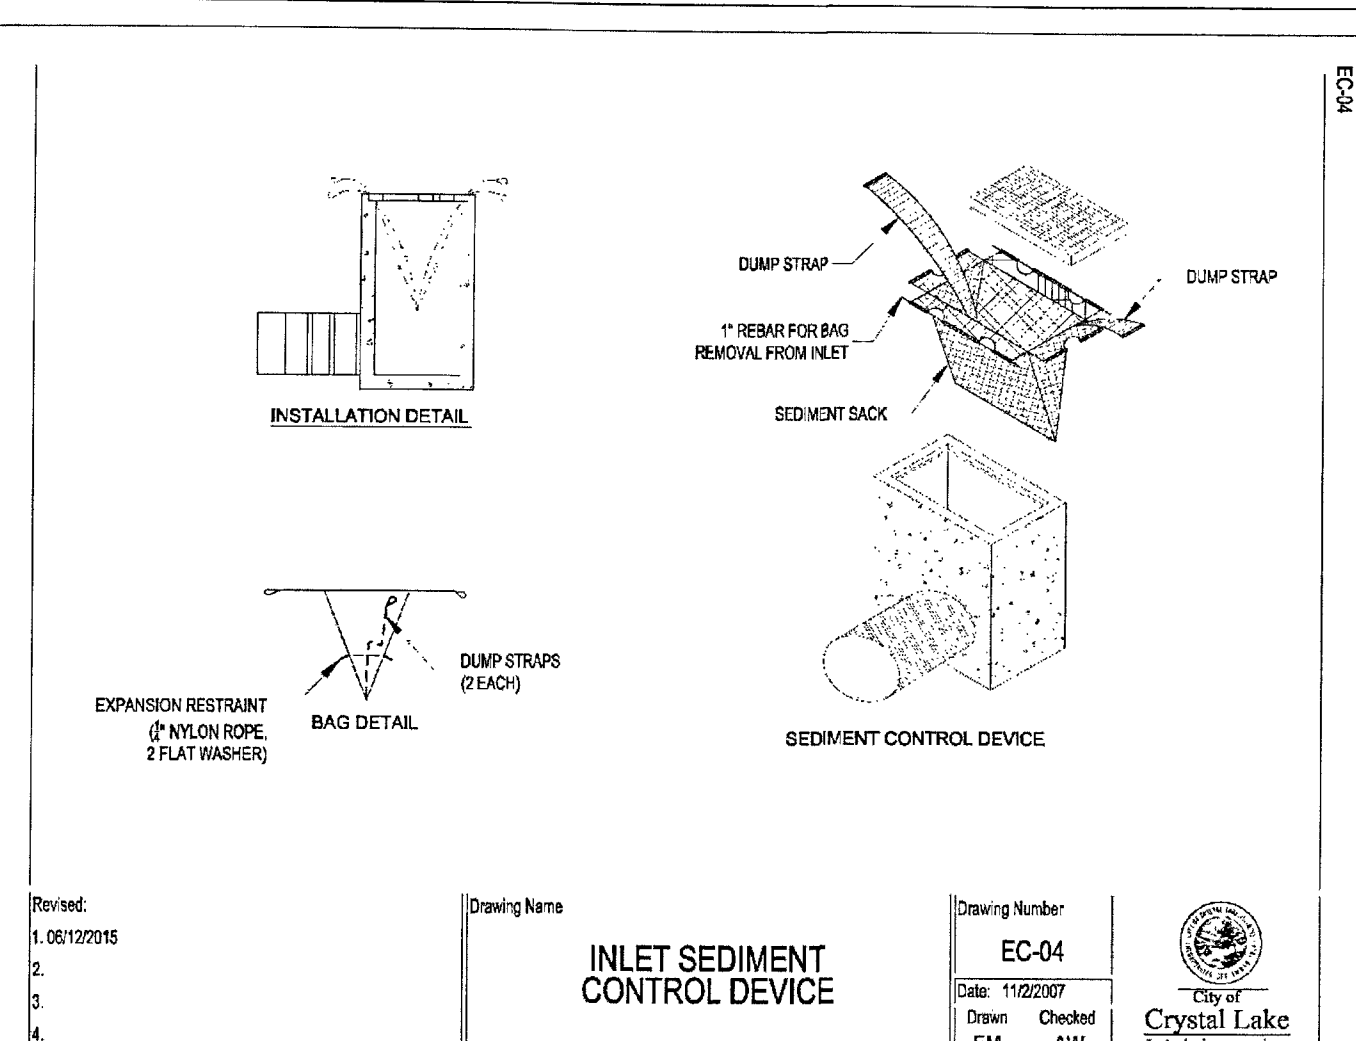 EC-04
DUMP STRAP
DUMP STRAP
1" REBAR FOR BAG
REMOVAL FROM INLET
SEDIMENT SACK
INSTALLATION DETAIL
DUMP STRAPS
(2 EACH)
EXPANSION RESTRAINT
(1/4" NYLON ROPE,
2 FLAT WASHER)
BAG DETAIL
SEDIMENT CONTROL DEVICE
Revised:
1. 06/12/2015
2.
3.
4.
Drawing Name
INLET SEDIMENT
CONTROL DEVICE
Drawing Number
EC-04
Date: 11/2/2007
Drawn Checked
City of
Crystal Lake